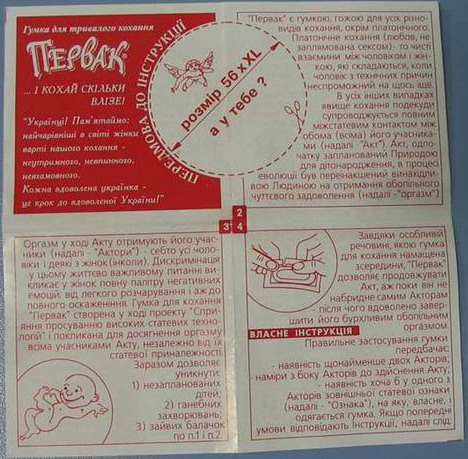 Гумка для тривалого кохання
ПЕРВАК
...І КОХАЙ СКІЛЬКИ
ВЛІЗЕ!
"Українці! Пам'ятаймо:
найчарівніші в світі жінки
варті нашого кохання -
неутримного, невпинного,
невгамовного.
Кожна вдоволена українка -
це крок до вдоволеної України!"
ПЕРЕДМОВА ДО ІНСТРУКЦІЇ
розмір 56xXL
а у тебе ?
"Первак" є гумкою, гожою для усіх різно-
видів кохання, окрім платонічного.
Платонічне кохання (любов, не
заплямована сексом) - то чисті
взаємини між чоловіком і жін-
кою, які складаються, коли
чоловік з технічних причин
неспроможний на щось ще.
В усіх інших випадках
явище кохання подекуди
супроводжується повним
міжстатевим контактом між
обома (всіма) його учасника-
ми (надалі - "Акт"). Акт, одпо-
чатку запланований Природою
для дітонародження, в процесі
еволюції був переінакшений винахідли-
вою Людиною на отримання обопільного
чуттєвого задоволення (надалі -"оргазм")
2
3
4
Оргазм у ході Акту отримують його учас-
ники (надалі - "Актори") - себто усі чоло-
віки і деякі з жінок(інколи). Дискримінація
у цьому життєво важливому питанні ви-
кликає у жінок повну палітру негативних
емоцій: від легкого розчарування і аж до
повного оскаження. Гумка для кохання
"Первак" створена у ході проекту "Сприя-
яння просуванню високих статевих техно-
логій" і покликана для досягнення оргазму
всіма учасниками Акту, незалежно від їх
статевої приналежності.
Заразом дозволяє
уникнути:
1) незапланованих
дітей;
2) ганебних
захворювань;
3) зайвих балачок
по п.1 і п.2.
Завдяки особливій
речовині, якою гумка
для кохання намащена
зсередини, "Первак"
дозволяє продовжувати
Акт, аж поки він не
набридне самим Акторам
- після чого вдоволено завер-
шити його бурхливим обопільним
оргазмом.
ВЛАСНЕ ІНСТРУКЦІЯ
Правильне застосування гумки
передбачає:
- наявність щонайменше двох Акторів;
- наміри з боку Акторів до здійснення Акту;
- наявність хоча б у одного з
Акторів зовнішньої статевої ознаки
(надалі - "Ознака"), на яку, власне, і
одягається гумка. Якщо попередні
умови відповідають Інструкції, надалі слід: